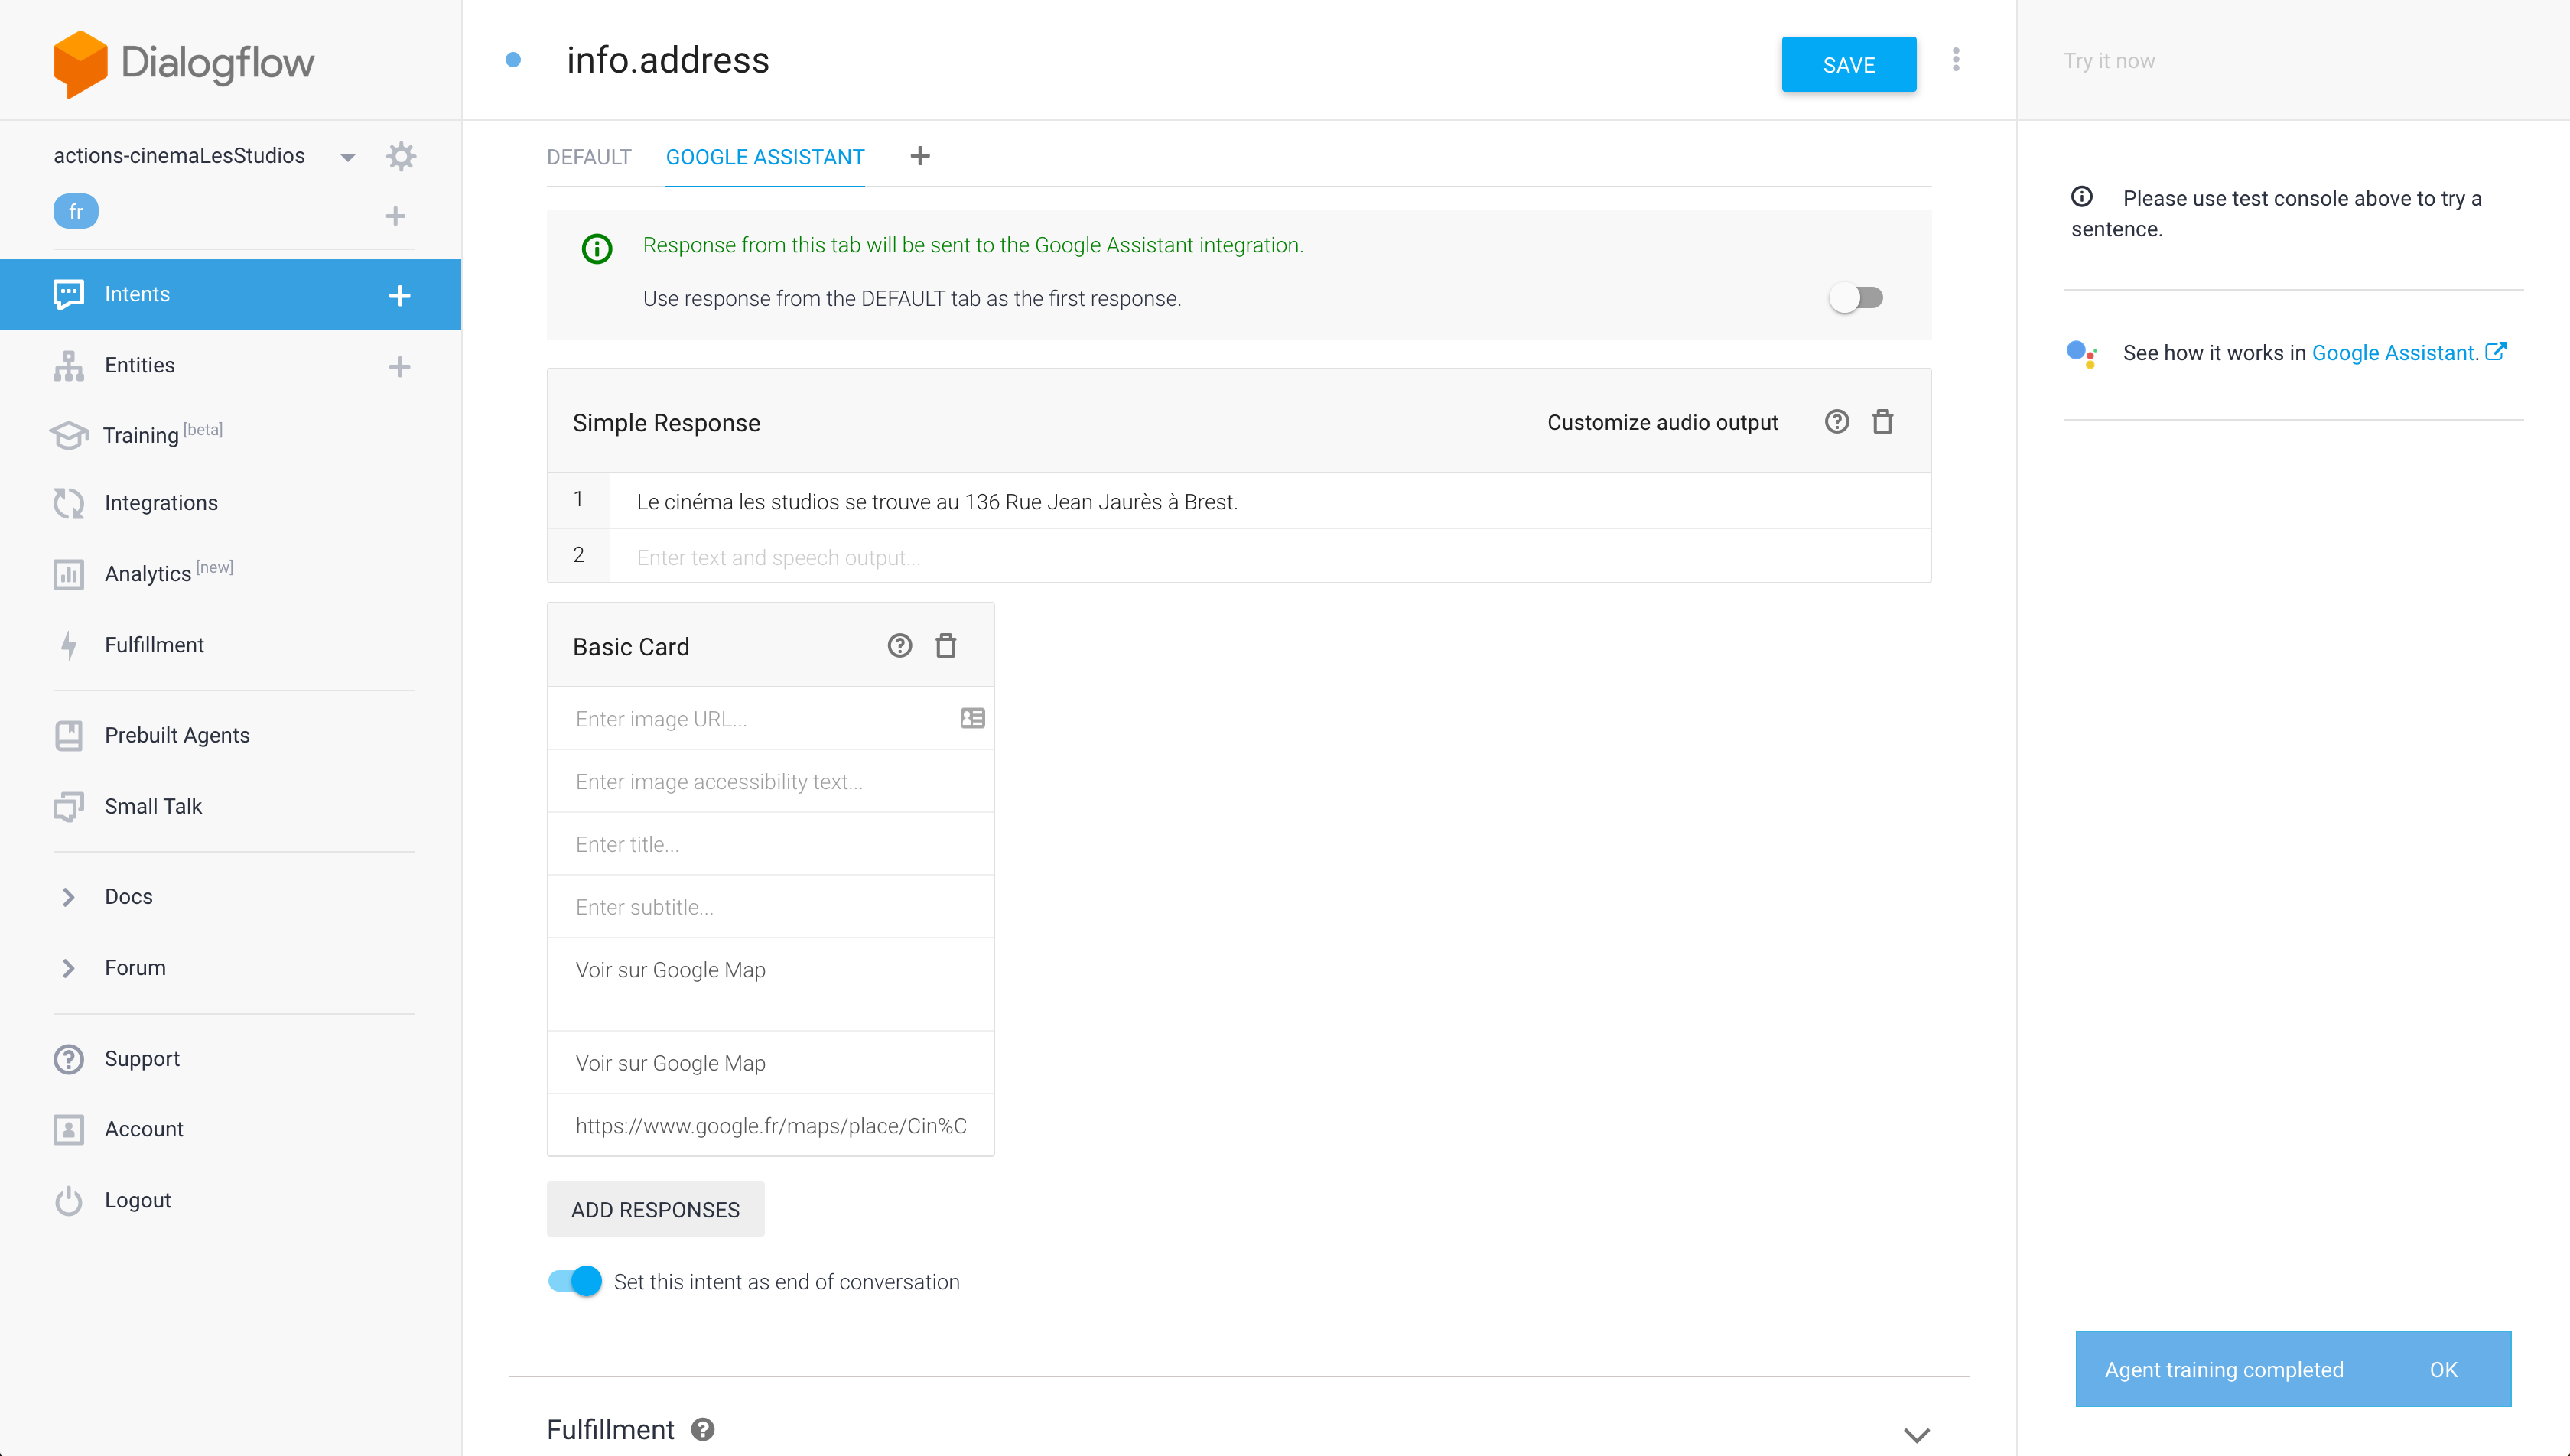 Dialogflow
actions-cinemaLesStudios
fr
Intents
Entities
Training [beta]
Integrations
Analytics [new]
Fulfillment
Prebuilt Agents
Small Talk
Docs
Forum
Support
Account
Logout
info.address
SAVE
DEFAULT GOOGLE ASSISTANT
Response from this tab will be sent to the Google Assistant integration.
Use response from the DEFAULT tab as the first response.
Simple Response Customize audio output
1 Le cinéma les studios se trouve au 136 Rue Jean Jaurès à Brest.
2 Enter text and speech output...
Basic Card
Enter image URL...
Enter image accessibility text...
Enter title...
Enter subtitle...
Voir sur Google Map
Voir sur Google Map
https://www.google.fr/maps/place/Cin%C
ADD RESPONSES
Set this intent as end of conversation
Fulfillment
Try it now
Please use test console above to try a
sentence.
See how it works in Google Assistant.
Agent training completed OK